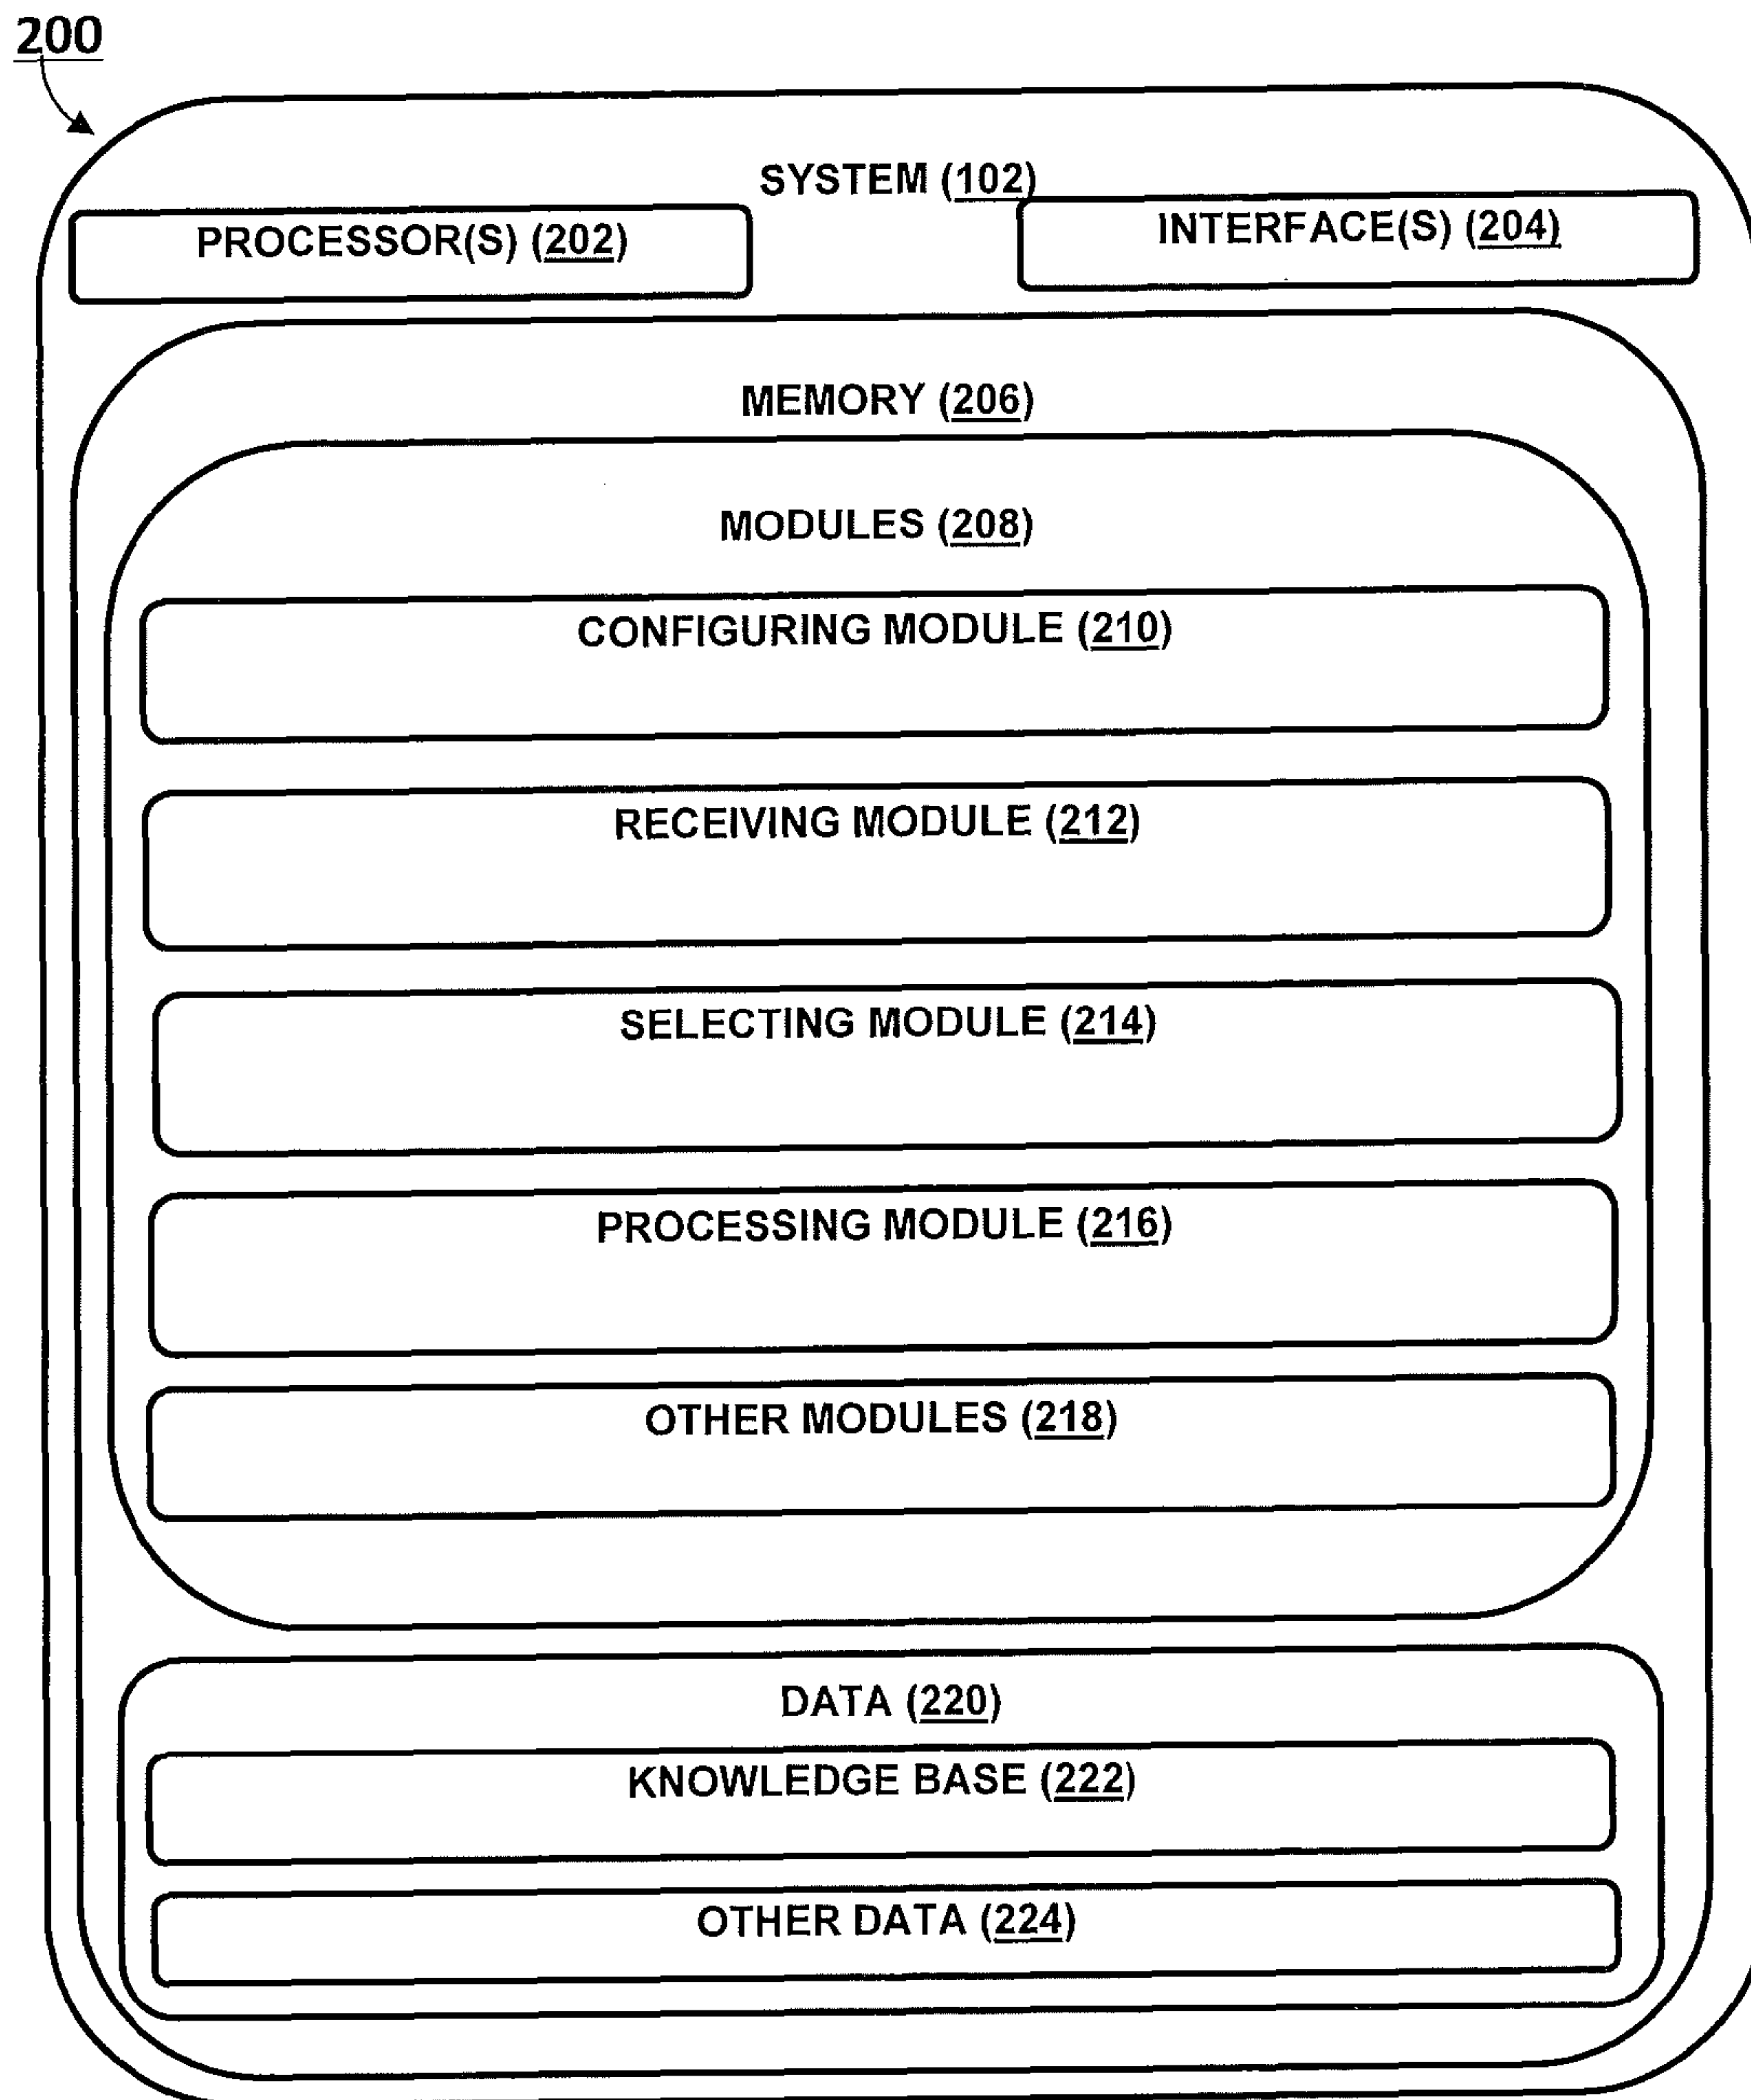 200
SYSTEM (102)
PROCESSOR(S) (202)
INTERFACE(S) (204)
MEMORY (206)
MODULES (208)
CONFIGURING MODULE (210)
RECEIVING MODULE (212)
SELECTING MODULE (214)
PROCESSING MODULE (216)
OTHER MODULES (218)
DATA (220)
KNOWLEDGE BASE (222)
OTHER DATA (224)